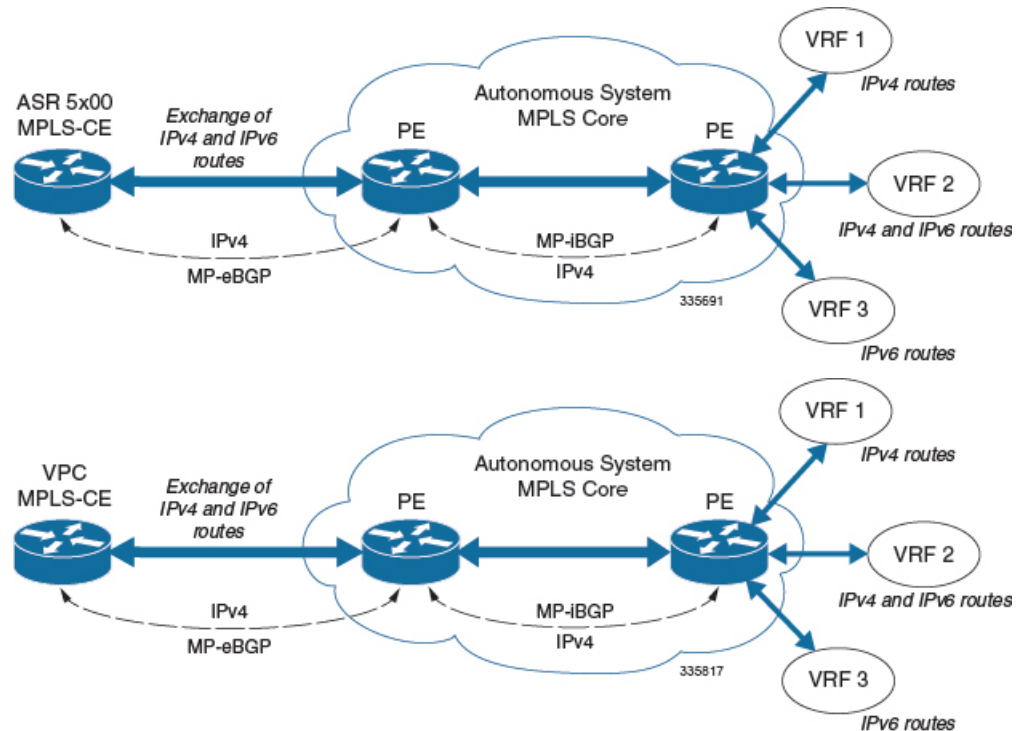 VRF 1
IPv4 routes
ASR 5x00
MPLS-CE
Exchange of
IPv4 and IPv6
routes
Autonomous System
MPLS Core
PE
PE
VRF 2
IPv4 and IPv6 routes
IPv4
MP-eBGP
MP-iBGP
IPv4
335691
VRF 3
IPv6 routes
VRF 1
IPv4 routes
VPC
MPLS-CE
Exchange of
IPv4 and IPv6
routes
Autonomous System
MPLS Core
PE
PE
VRF 2
IPv4 and IPv6 routes
IPv4
MP-eBGP
MP-iBGP
IPv4
335817
VRF 3
IPv6 routes